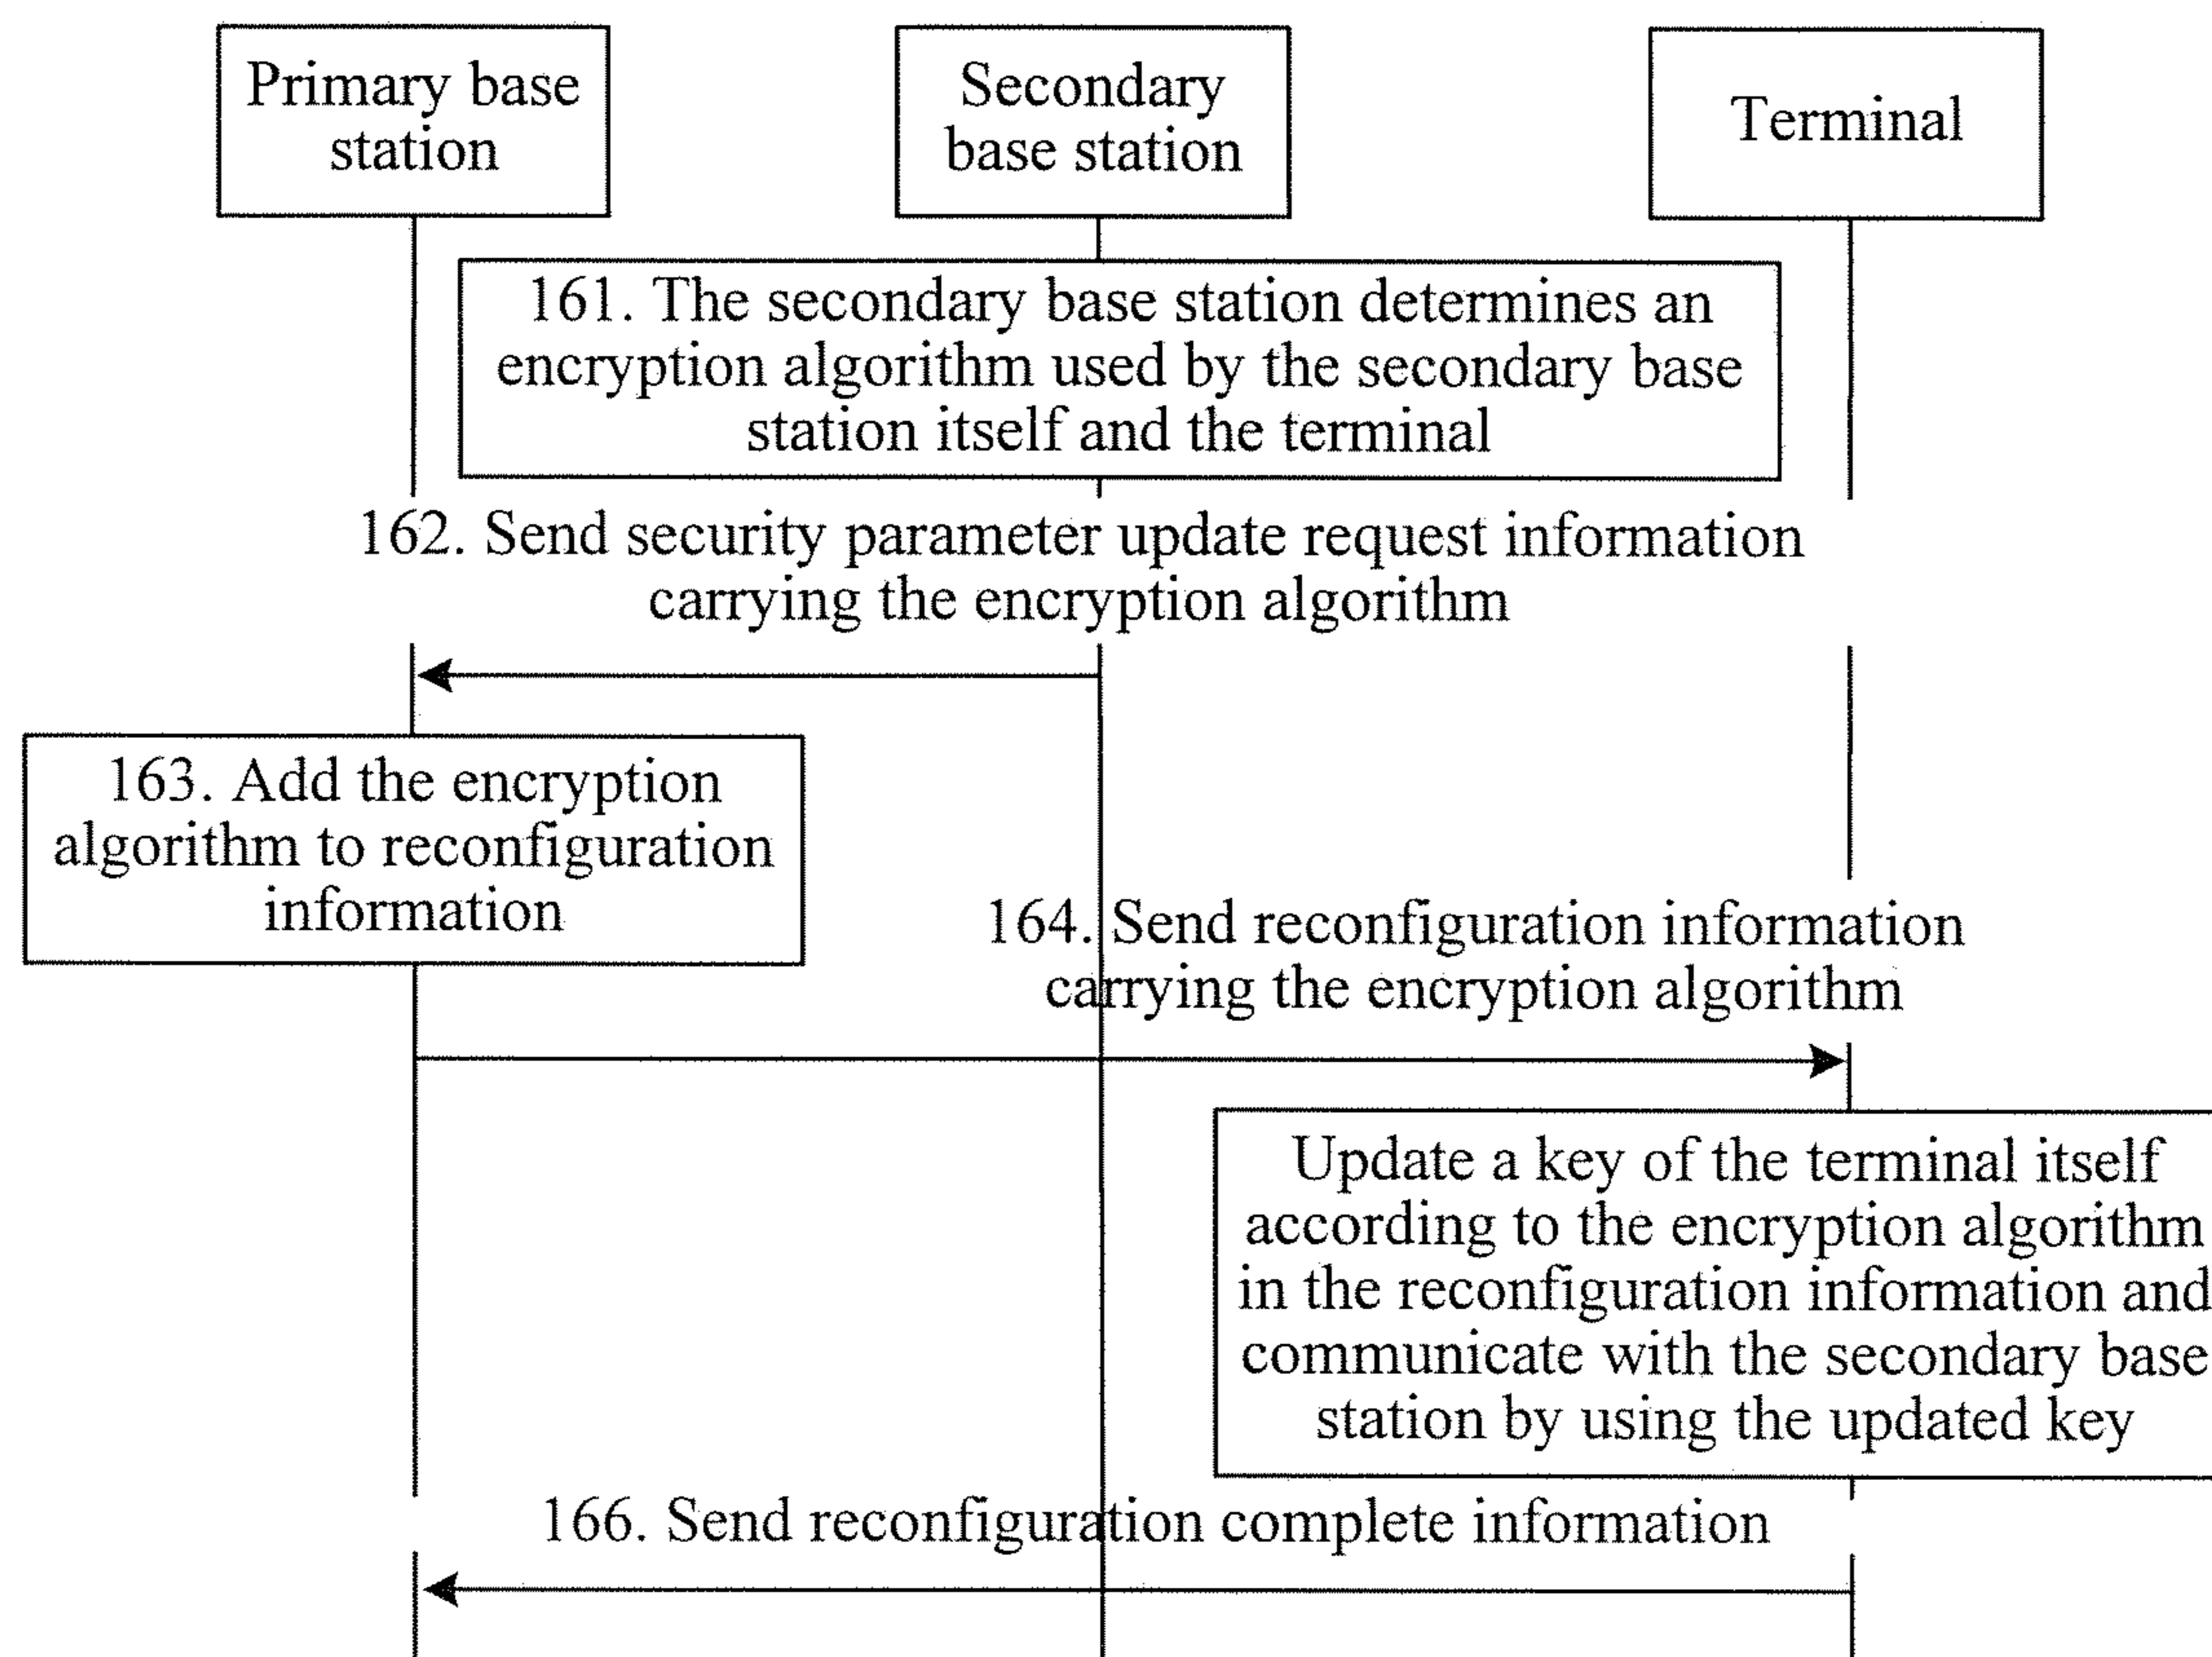 Primary base
station
Secondary
base station
Terminal
161. The secondary base station determines an
encryption algorithm used by the secondary base
station itself and the terminal
162. Send security parameter update request information
carrying the encryption algorithm
163. Add the encryption
algorithm to reconfiguration
information
164. Send reconfiguration information
carrying the encryption algorithm
Update a key of the terminal itself
according to the encryption algorithm
in the reconfiguration information and
communicate with the secondary base
station by using the updated key
166. Send reconfiguration complete information